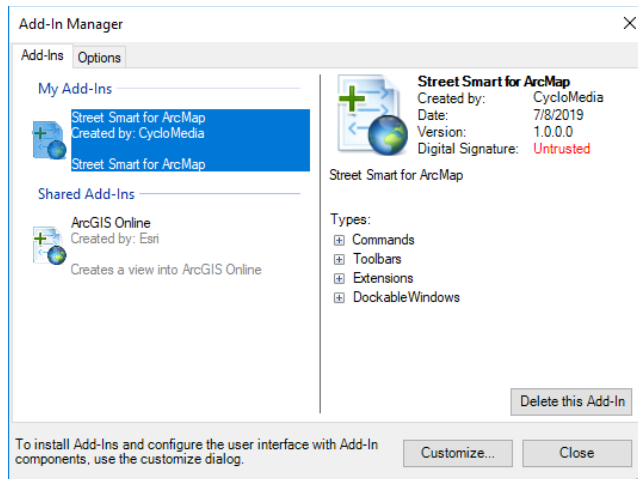 Add-In Manager
Add-Ins
Options
My Add-Ins
Street Smart for ArcMap
Created by: CycloMedia
Street Smart for ArcMap
Shared Add-Ins
ArcGIS Online
Created by: Esri
Creates a view into ArcGIS Online
Street Smart for ArcMap
Created by: CycloMedia
Date: 7/8/2019
Version: 1.0.0.0
Digital Signature: Untrusted
Street Smart for ArcMap
Types:
Commands
Toolbars
Extensions
DockableWindows
Delete this Add-In
To install Add-Ins and configure the user interface with Add-In
components, use the customize dialog.
Customize...
Close